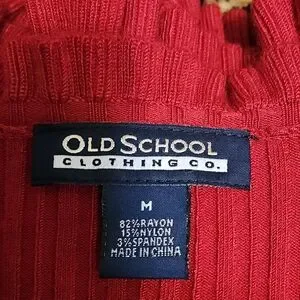 OLD SCHOOL
CLOTHING CO.
M
82% RAYON
15% NYLON
3% SPANDEX
MADE IN CHINA